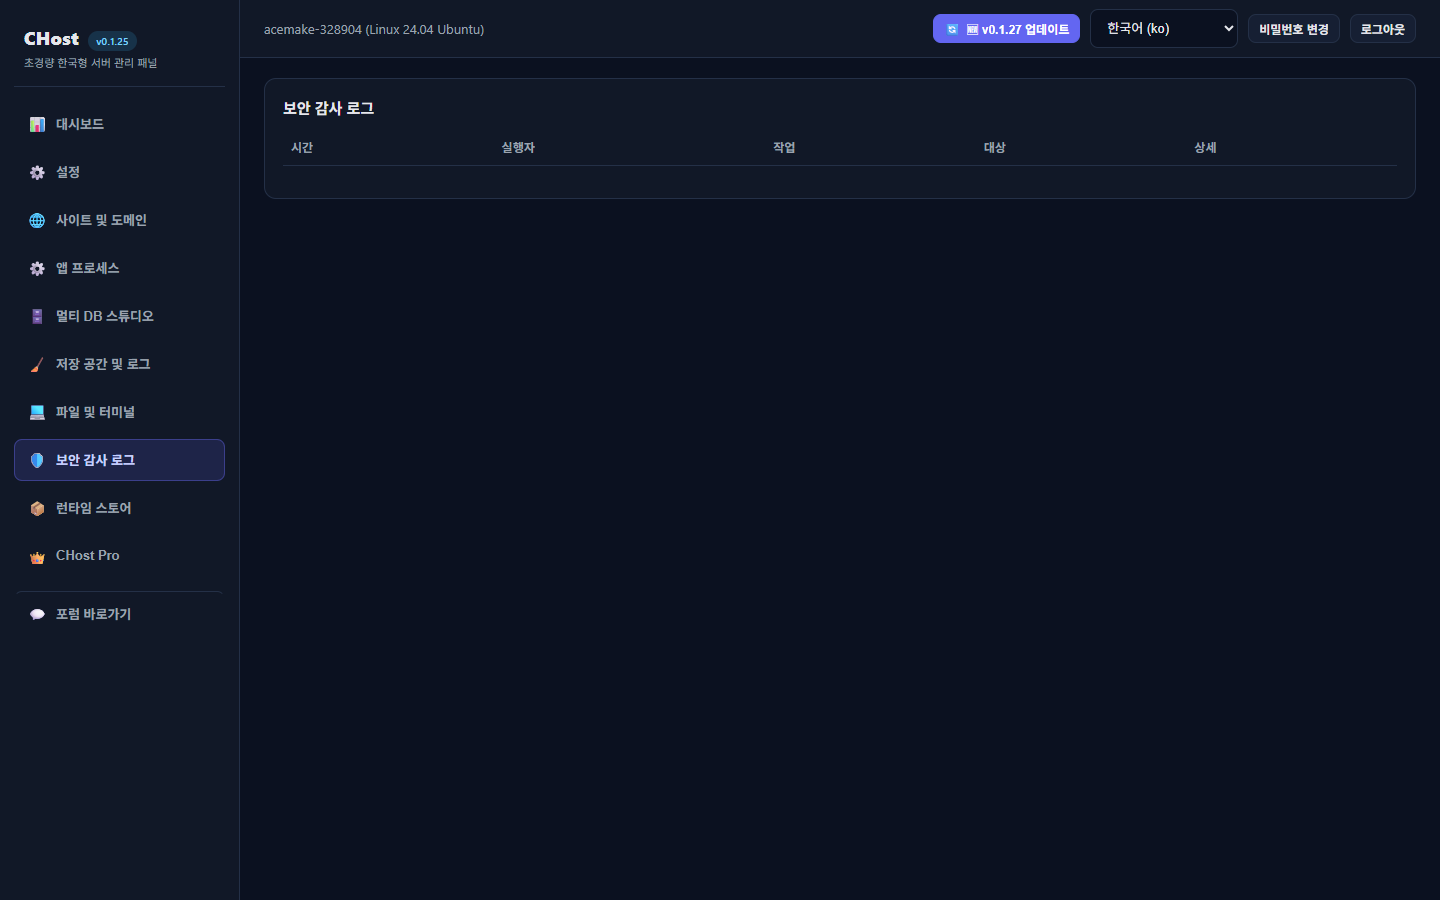 CHost v0.1.25
초경량 한국형 서버 관리 패널
대시보드
설정
사이트 및 도메인
앱 프로세스
멀티 DB 스튜디오
저장 공간 및 로그
파일 및 터미널
보안 감사 로그
런타임 스토어
CHost Pro
포럼 바로가기
acemake-328904 (Linux 24.04 Ubuntu)
🔄 🆕 v0.1.27 업데이트
한국어 (ko)
비밀번호 변경
로그아웃
보안 감사 로그
시간 실행자 작업 대상 상세